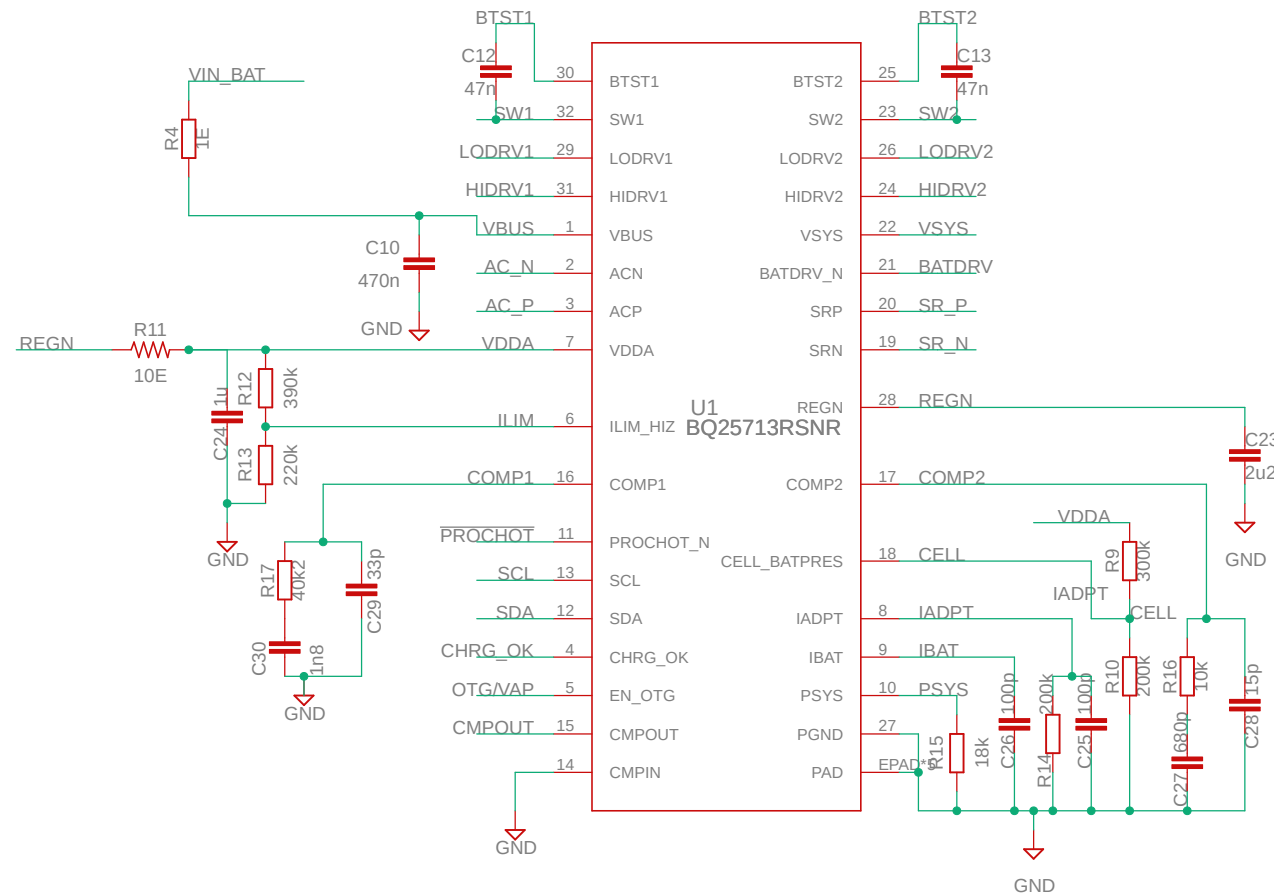 BTST1
BTST2
C12
47n
C13
47n
VIN_BAT
R4
1E
30
BTST1
BTST2
25
SW1
32
SW1
SW2
23
SW2
LODRV1
29
LODRV1
LODRV2
26
LODRV2
HIDRV1
31
HIDRV1
HIDRV2
24
HIDRV2
VBUS
1
VBUS
VSYS
22
VSYS
C10
470n
GND
AC_N
2
ACN
BATDRV_N
21
BATDRV
AC_P
3
ACP
SRP
20
SR_P
REGN
R11
10E
VDDA
7
VDDA
SRN
19
SR_N
1u
C24
R12
390k
R13
220k
GND
U1
BQ25713RSNR
REGN
28
REGN
C23
2u2
GND
ILIM
6
ILIM_HIZ
COMP1
16
COMP1
COMP2
17
COMP2
PROCHOT
11
PROCHOT_N
VDDA
R9
300k
CELL_BATPRES
18
CELL
R17
40k2
33p
C29
C30
1n8
GND
SCL
13
SCL
IADPT
CELL
SDA
12
SDA
IADPT
8
IADPT
CHRG_OK
4
CHRG_OK
IBAT
9
IBAT
OTG/VAP
5
EN_OTG
PSYS
10
PSYS
CMPOUT
15
CMPOUT
PGND
27
14
CMPIN
PAD
EPAD*5
GND
R15
18k
100p
C26
200k
R14
100p
C25
R10
200k
R16
10k
680p
C27
15p
C28
GND